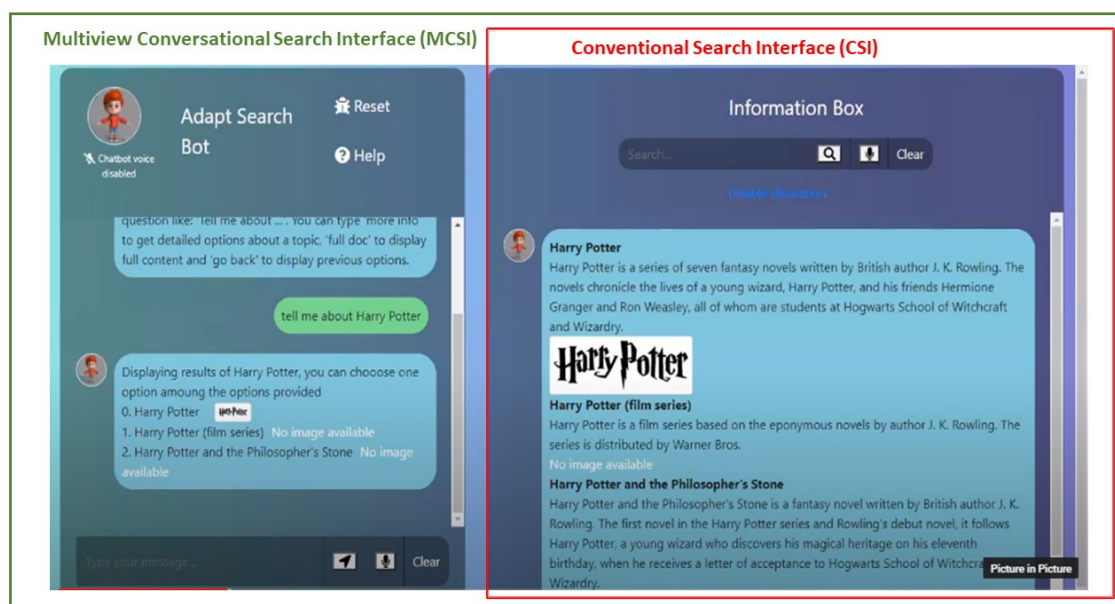 Multiview Conversational Search Interface (MCSI)
Conventional Search Interface (CSI)
Adapt Search
Bot
Reset
Help
Chatbot voice
disabled
question like: 'Tell me about ... . You can type 'more info
to get detailed options about a topic, 'full doc' to display
full content and 'go back' to display previous options.
tell me about Harry Potter
Displaying results of Harry Potter, you can chooose one
option amoung the options provided
0. Harry Potter Harry Potter
1. Harry Potter (film series) No image available
2. Harry Potter and the Philosopher's Stone No image
available
Type your message...
Clear
Information Box
Search...
Clear
Disable discussion
Harry Potter
Harry Potter is a series of seven fantasy novels written by British author J. K. Rowling. The
novels chronicle the lives of a young wizard, Harry Potter, and his friends Hermione
Granger and Ron Weasley, all of whom are students at Hogwarts School of Witchcraft
and Wizardry.
Harry Potter
Harry Potter (film series)
Harry Potter is a film series based on the eponymous novels by author J. K. Rowling. The
series is distributed by Warner Bros.
No image available
Harry Potter and the Philosopher's Stone
Harry Potter and the Philosopher's Stone is a fantasy novel written by British author J. K.
Rowling. The first novel in the Harry Potter series and Rowling's debut novel, it follows
Harry Potter, a young wizard who discovers his magical heritage on his eleventh
birthday, when he receives a letter of acceptance to Hogwarts School of Witchcra
Wizardry.
Picture in Picture